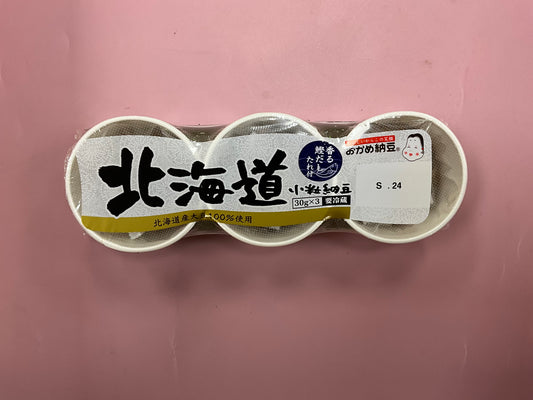 北海道
香る
鰹だし
たれ付
小粒納豆
30g×3 要冷蔵
北海道産大豆100%使用
おかめ納豆®
S .24